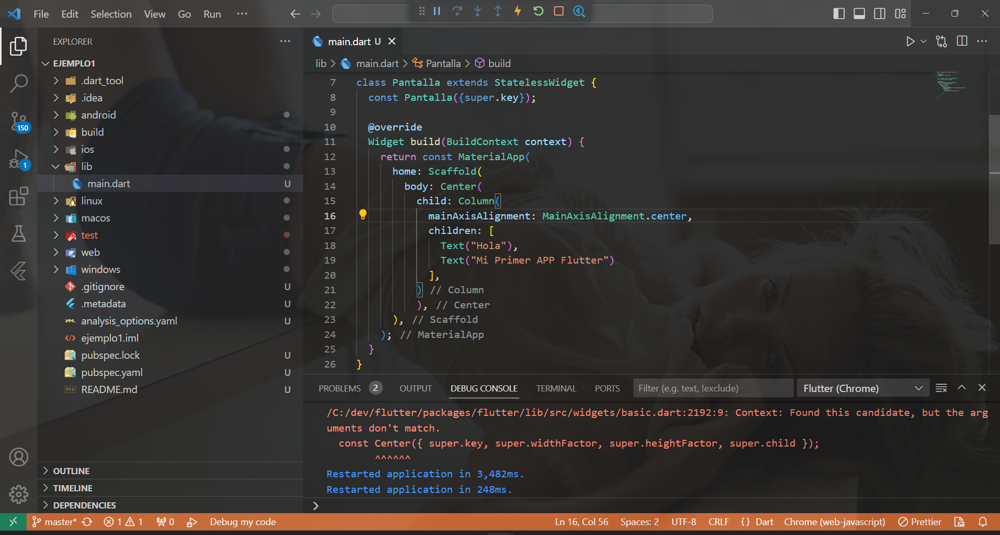 File Edit Selection View Go Run ...
EXPLORER
EJEMPLO1
.dart_tool
.idea
android
build
ios
lib
main.dart U
linux
macos
test
web
windows
.gitignore U
.metadata U
analysis_options.yaml U
ejemplo1.iml
pubspec.lock U
pubspec.yaml U
README.md U
OUTLINE
TIMELINE
DEPENDENCIES
150
1
main.dart U
lib > main.dart > Pantalla > build
7 class Pantalla extends StatelessWidget {
8 const Pantalla({super.key});
9
10 @override
11 Widget build(BuildContext context) {
12 return const MaterialApp(
13 home: Scaffold(
14 body: Center(
15 child: Column(
16 mainAxisAlignment: MainAxisAlignment.center,
17 children: [
18 Text("Hola"),
19 Text("Mi Primer APP Flutter")
20 ],
21 ) // Column
22 ), // Center
23 ), // Scaffold
24 ); // MaterialApp
25 }
26 }
PROBLEMS 2 OUTPUT DEBUG CONSOLE TERMINAL PORTS Filter (e.g. text, !exclude) Flutter (Chrome)
/C:/dev/flutter/packages/flutter/lib/src/widgets/basic.dart:2192:9: Context: Found this candidate, but the arg
uments don't match.
const Center({ super.key, super.widthFactor, super.heightFactor, super.child });
^^^^^^
Restarted application in 3,482ms.
Restarted application in 248ms.
>
master* 1 1 0 Debug my code Ln 16, Col 56 Spaces: 2 UTF-8 CRLF {} Dart Chrome (web-javascript) Prettier